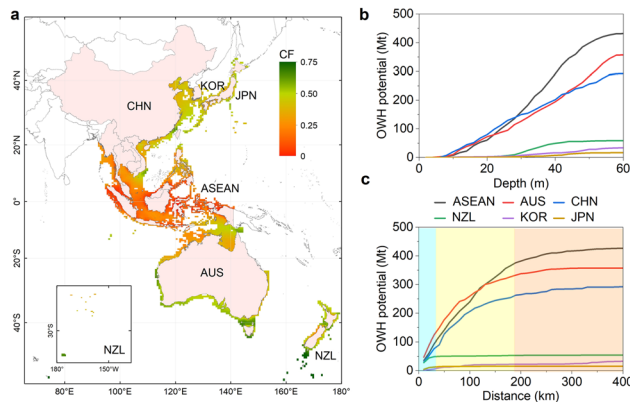 a
CF
0.75
0.5
0.25
0
KOR
JPN
CHN
ASEAN
AUS
NZL
NZL
30°S
180°
150°W
40°N
20°N
0°
20°S
40°S
80°E
100°E
120°E
140°E
160°E
180
b
OWH potential (Mt)
500
400
300
200
100
0
0 20 40 60
Depth (m)
c
ASEAN AUS CHN
NZL KOR JPN
OWH potential (Mt)
500
400
300
200
100
0
0 100 200 300 400
Distance (km)